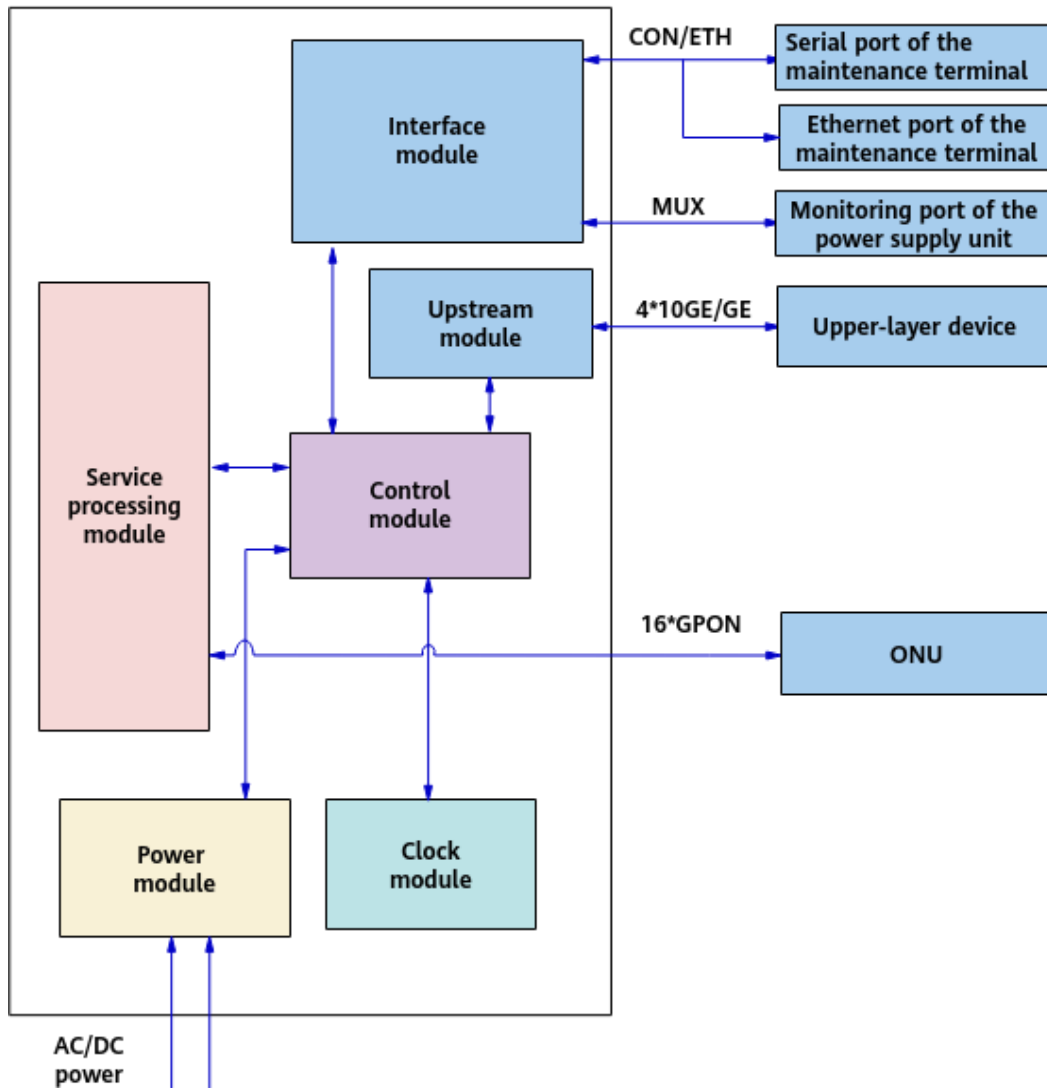 CON/ETH
Serial port of the
maintenance terminal
Interface
module
Ethernet port of the
maintenance terminal
MUX
Monitoring port of the
power supply unit
Upstream
module
4*10GE/GE
Upper-layer device
Service
processing
module
Control
module
16*GPON
ONU
Power
module
Clock
module
AC/DC
power